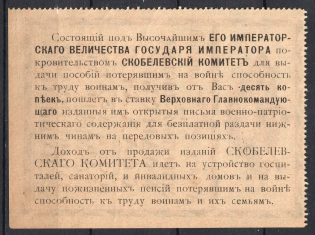 Состоящій подъ Высочайшимъ ЕГО ИМПЕРАТОР-
СКАГО ВЕЛИЧЕСТВА ГОСУДАРЯ ИМПЕРАТОРА по-
кровительствомъ СКОБЕЛЕВСКІЙ КОМИТЕТЪ для вы-
дачи пособій потерявшимъ на войнѣ способность
къ труду воинамъ, получивъ отъ Васъ десять ко-
пѣекъ, пошлетъ въ ставку Верховнаго Главнокомандую-
щаго изданныя имъ открытыя письма военно-патріо-
тическаго содержанія для безплатной раздачи ниж-
нимъ чинамъ на передовыхъ позиціяхъ.
Доходъ отъ продажи изданій СКОБЕЛЕВ-
СКАГО КОМИТЕТА идетъ на устройство госпи-
талей, санаторій, и инвалидныхъ домовъ и на вы-
дачу пожизненныхъ пенсій потерявшимъ на войнѣ
способность къ труду воинамъ и ихъ семьямъ.